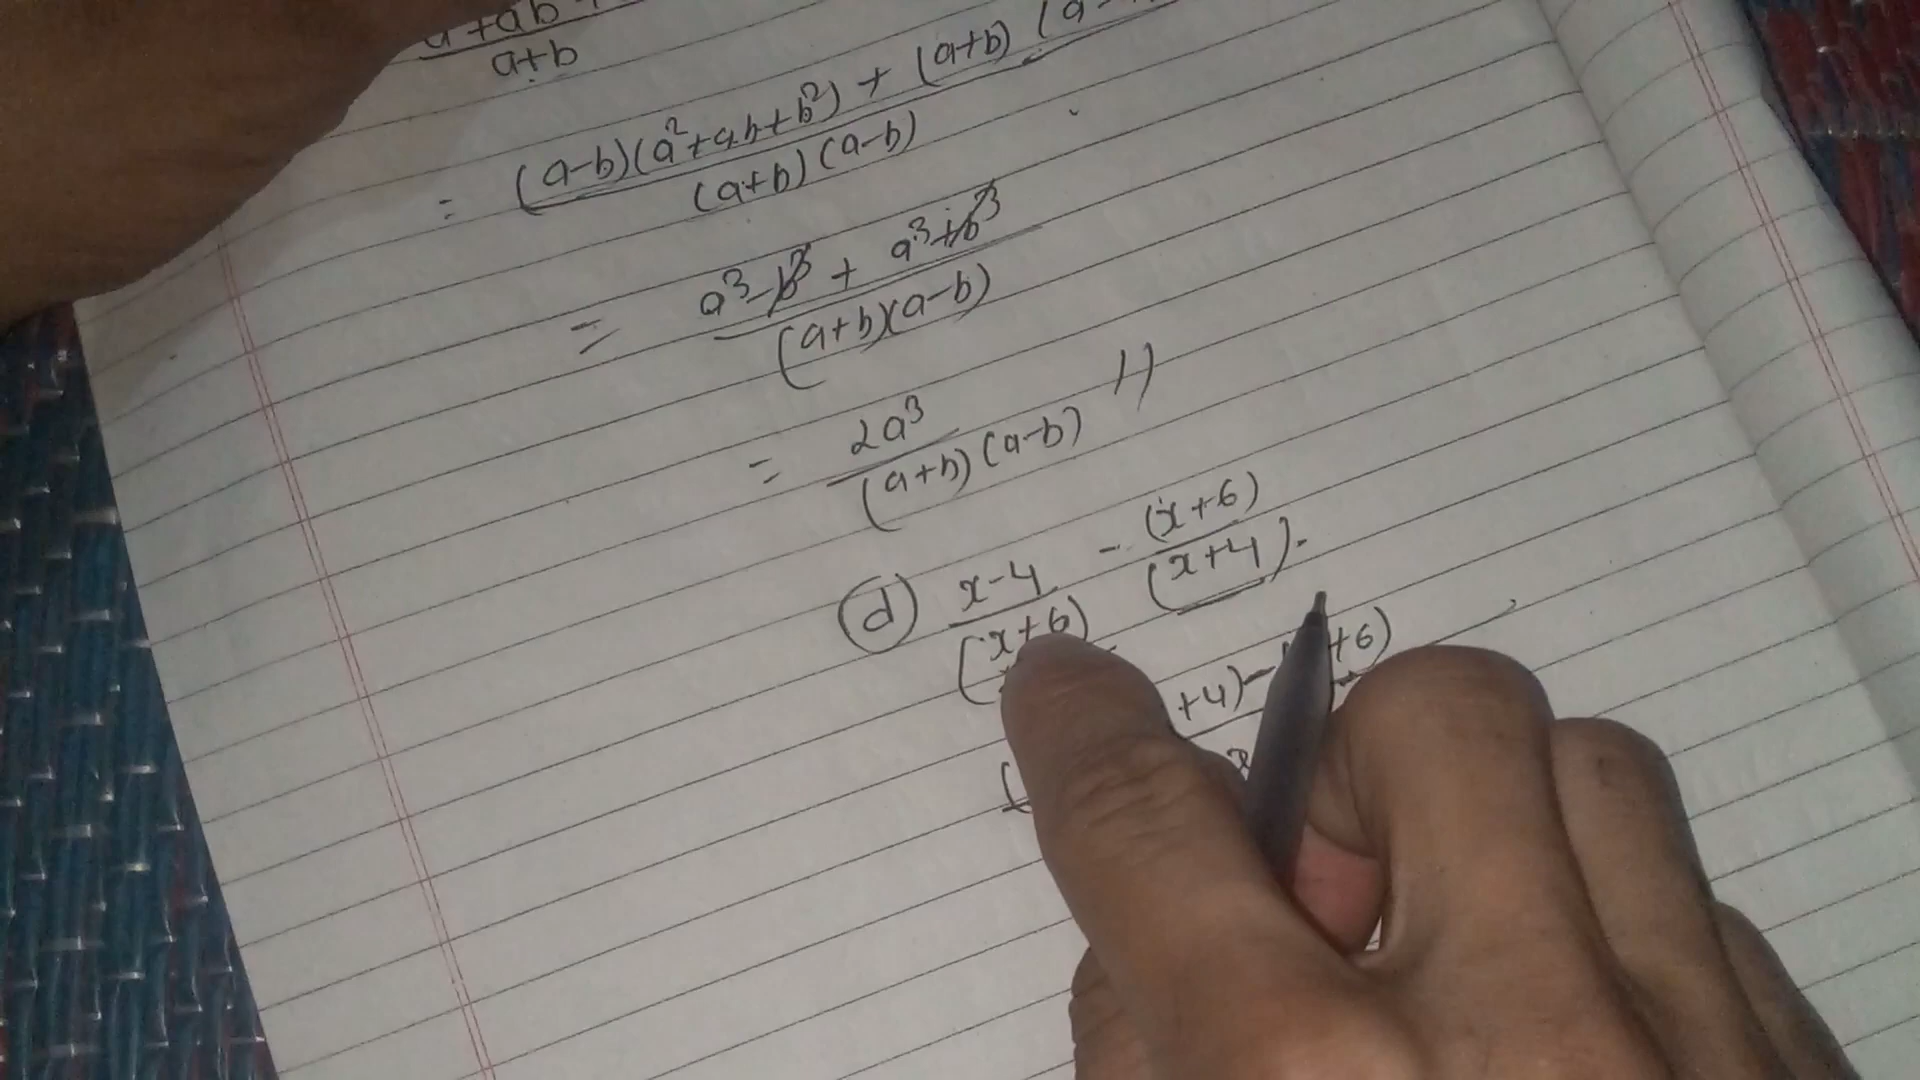 a+b
= (a-b)(a²+ab+b²) + (a+b)
(a+b)(a-b)
= a³-b³ + a³+b³
(a+b)(a-b)
= 2a³ //
(a+b)(a-b)
(d) x-4 - (x+6)
(x+6) (x+4).
+4)- +6)